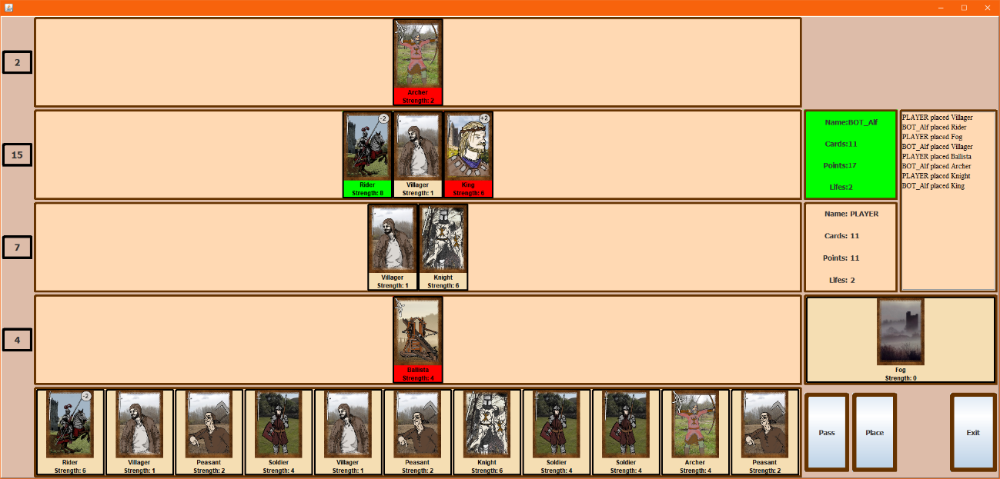 2
Archer
Strength: 2
15
-2
+2
Rider
Strength: 8
Villager
Strength: 1
King
Strength: 6
Name:BOT_Alf
Cards:11
Points:17
Lifes:2
PLAYER placed Villager
BOT_Alf placed Rider
PLAYER placed Fog
BOT_Alf placed Villager
PLAYER placed Ballista
BOT_Alf placed Archer
PLAYER placed Knight
BOT_Alf placed King
7
Villager
Strength: 1
Knight
Strength: 6
Name: PLAYER
Cards: 11
Points: 11
Lifes: 2
4
Ballista
Strength: 4
Fog
Strength: 0
-2
Rider
Strength: 6
Villager
Strength: 1
Peasant
Strength: 2
Soldier
Strength: 4
Villager
Strength: 1
Peasant
Strength: 2
Knight
Strength: 6
Soldier
Strength: 4
Soldier
Strength: 4
Archer
Strength: 4
Peasant
Strength: 2
Pass
Place
Exit